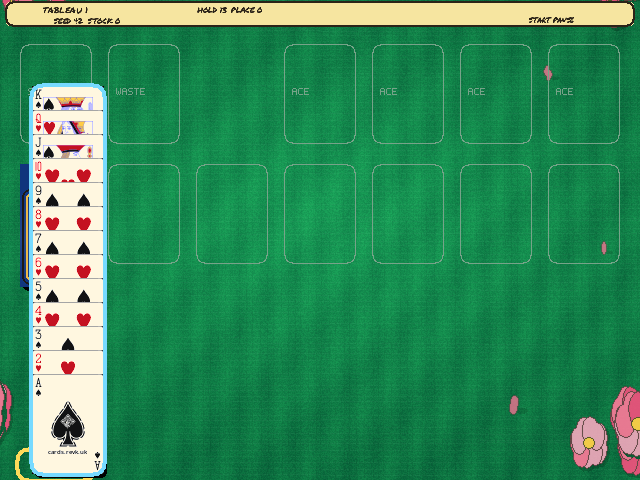 TABLEAU 1
HOLD 13 PLACE 0
SEED 42 STOCK 0
START PAUSE
WASTE
ACE
ACE
ACE
ACE
K
Q
J
10
9
8
7
6
5
4
3
2
A
cards.revk.uk
A